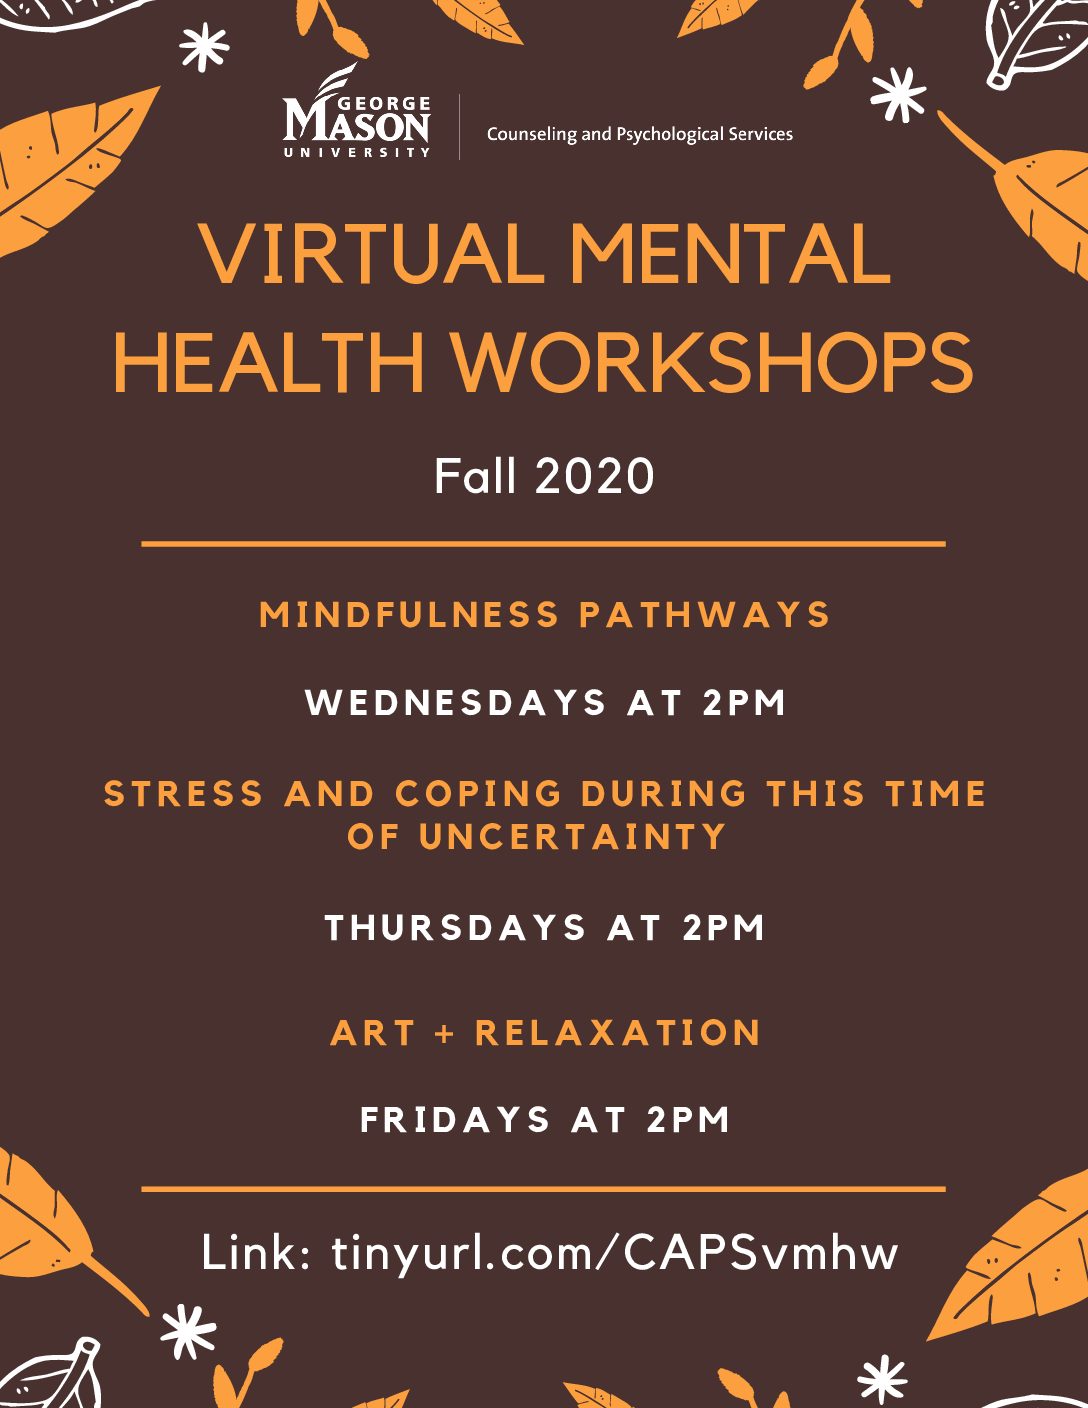 GEORGE
MASON
UNIVERSITY
Counseling and Psychological Services
VIRTUAL MENTAL
HEALTH WORKSHOPS
Fall 2020
MINDFULNESS PATHWAYS
WEDNESDAYS AT 2PM
STRESS AND COPING DURING THIS TIME
OF UNCERTAINTY
THURSDAYS AT 2PM
ART + RELAXATION
FRIDAYS AT 2PM
Link: tinyurl.com/CAPSvmhw